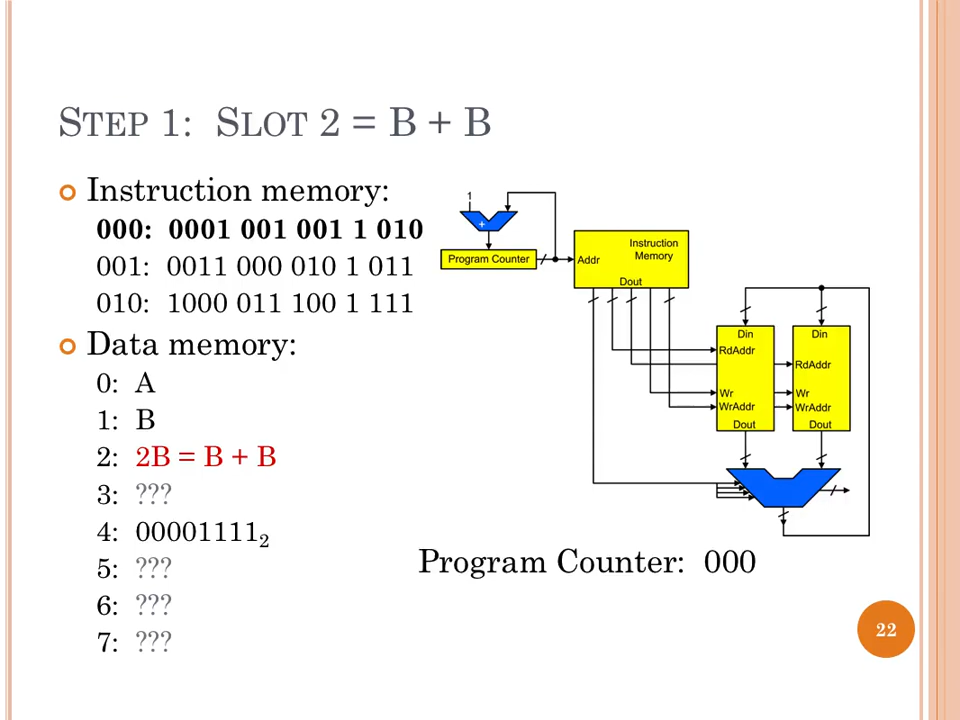 STEP 1: SLOT 2 = B + B
Instruction memory:
000: 0001 001 001 1 010
001: 0011 000 010 1 011
010: 1000 011 100 1 111
Data memory:
0: A
1: B
2: 2B = B + B
3: ???
4: 00001111₂
5: ???
6: ???
7: ???
1
+
Program Counter
Addr
Instruction
Memory
Dout
Din
RdAddr
Wr
WrAddr
Dout
Din
RdAddr
Wr
WrAddr
Dout
Program Counter: 000
22